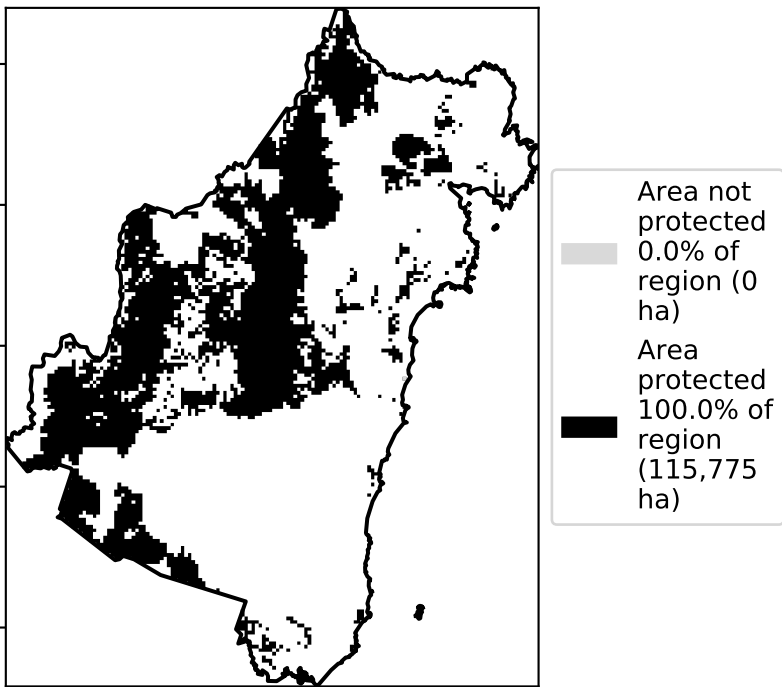 Area not
protected
0.0% of
region (0
ha)
Area
protected
100.0% of
region
(115,775
ha)